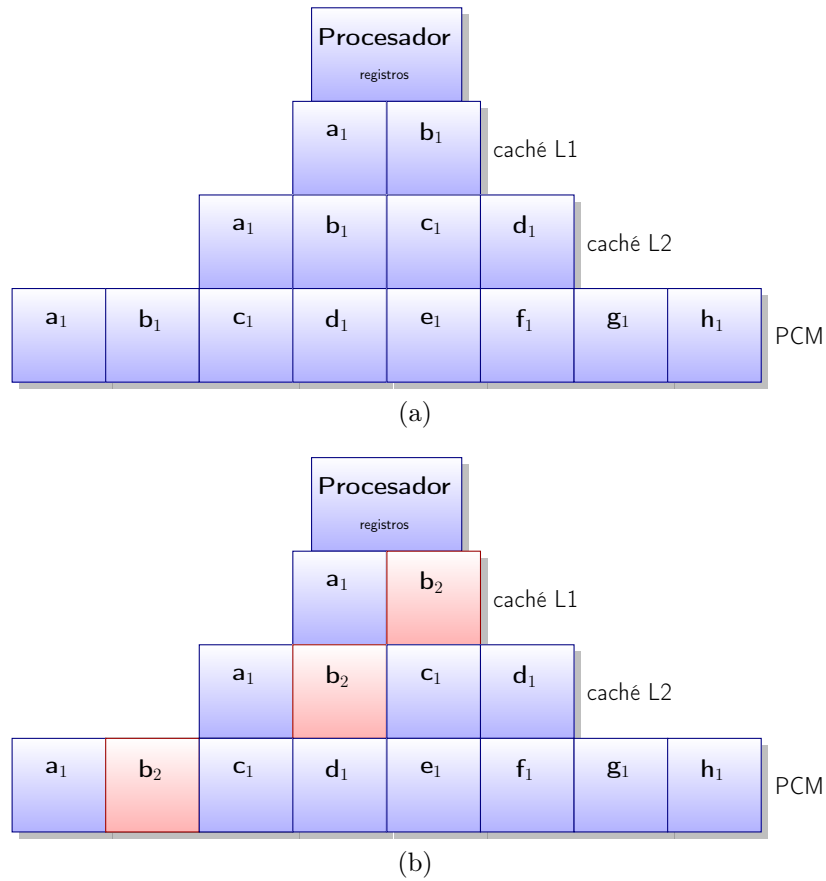 Procesador
registros
a₁ b₁ caché L1
a₁ b₁ c₁ d₁ caché L2
a₁ b₁ c₁ d₁ e₁ f₁ g₁ h₁ PCM
(a)
Procesador
registros
a₁ b₂ caché L1
a₁ b₂ c₁ d₁ caché L2
a₁ b₂ c₁ d₁ e₁ f₁ g₁ h₁ PCM
(b)